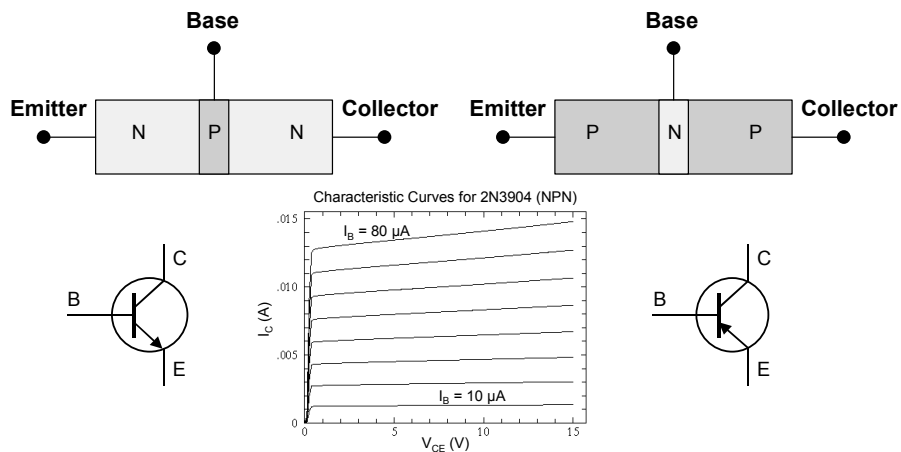 Base
Base
Emitter
Collector
Emitter
Collector
N
P
N
P
N
P
Characteristic Curves for 2N3904 (NPN)
.015
I_B = 80 µA
.010
I_C (A)
.005
I_B = 10 µA
0
0
5
10
15
V_CE (V)
C
B
E
C
B
E